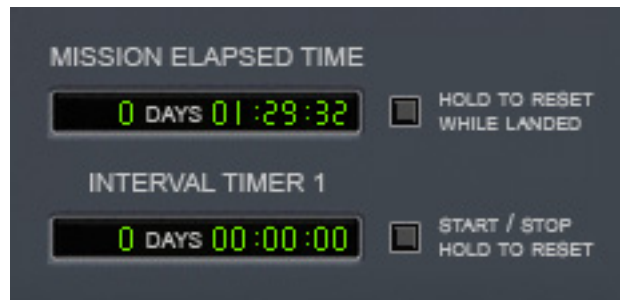 MISSION ELAPSED TIME
0 DAYS 01:29:32
HOLD TO RESET
WHILE LANDED
INTERVAL TIMER 1
0 DAYS 00:00:00
START / STOP
HOLD TO RESET